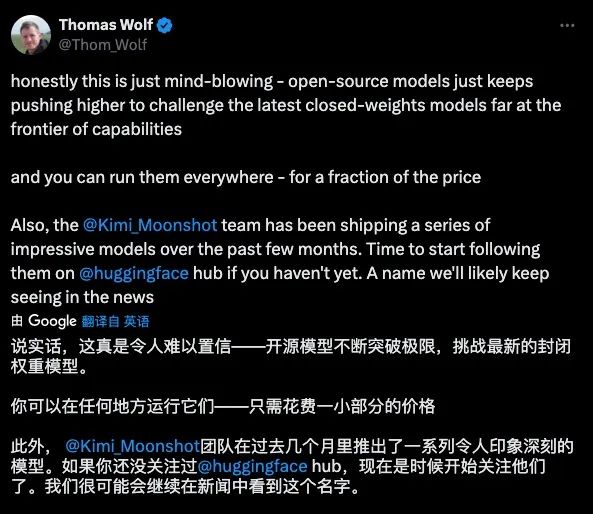 Thomas Wolf
@Thom_Wolf
honestly this is just mind-blowing - open-source models just keeps
pushing higher to challenge the latest closed-weights models far at the
frontier of capabilities
and you can run them everywhere - for a fraction of the price
Also, the @Kimi_Moonshot team has been shipping a series of
impressive models over the past few months. Time to start following
them on @huggingface hub if you haven't yet. A name we'll likely keep
seeing in the news
由 Google 翻译自 英语
说实话，这真是令人难以置信——开源模型不断突破极限，挑战最新的封闭
权重模型。
你可以在任何地方运行它们——只需花费一小部分的价格
此外， @Kimi_Moonshot团队在过去几个月里推出了一系列令人印象深刻的
模型。如果你还没关注过@huggingface hub，现在是时候开始关注他们
了。我们很可能会继续在新闻中看到这个名字。